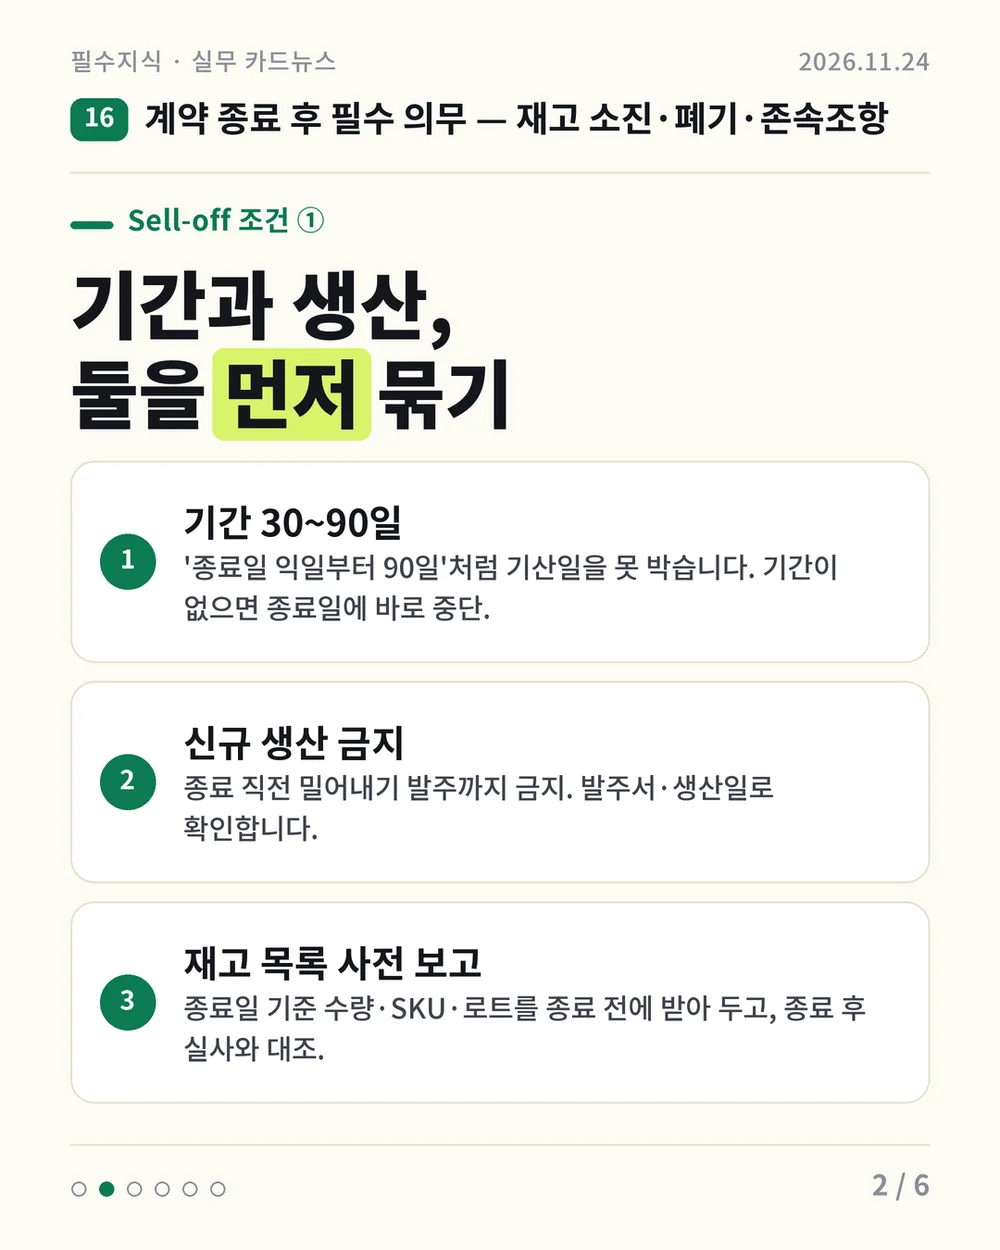 필수지식 · 실무 카드뉴스
2026.11.24
16 계약 종료 후 필수 의무 — 재고 소진·폐기·존속조항
Sell-off 조건 ①
기간과 생산,
둘을 먼저 묶기
1
기간 30~90일
'종료일 익일부터 90일'처럼 기산일을 못 박습니다. 기간이
없으면 종료일에 바로 중단.
2
신규 생산 금지
종료 직전 밀어내기 발주까지 금지. 발주서·생산일로
확인합니다.
3
재고 목록 사전 보고
종료일 기준 수량·SKU·로트를 종료 전에 받아 두고, 종료 후
실사와 대조.
2 / 6